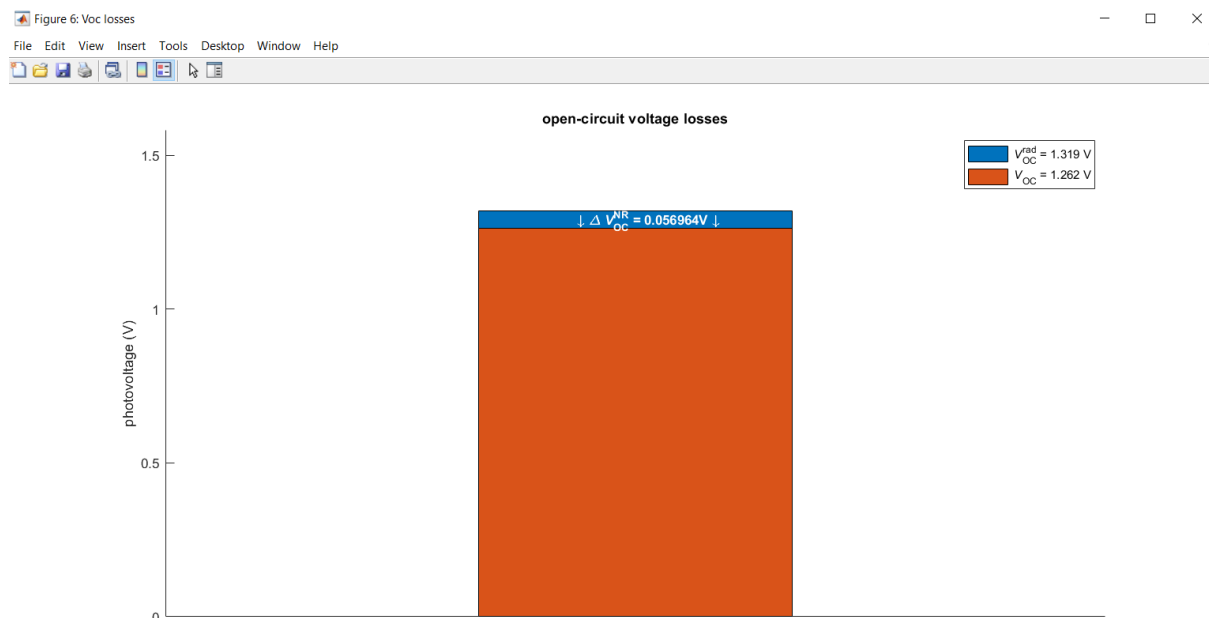 Figure 6: Voc losses
File Edit View Insert Tools Desktop Window Help
open-circuit voltage losses
V_OC^rad = 1.319 V
V_OC = 1.262 V
↓ Δ V_OC^NR = 0.056964V ↓
1.5
1
0.5
0
photovoltage (V)